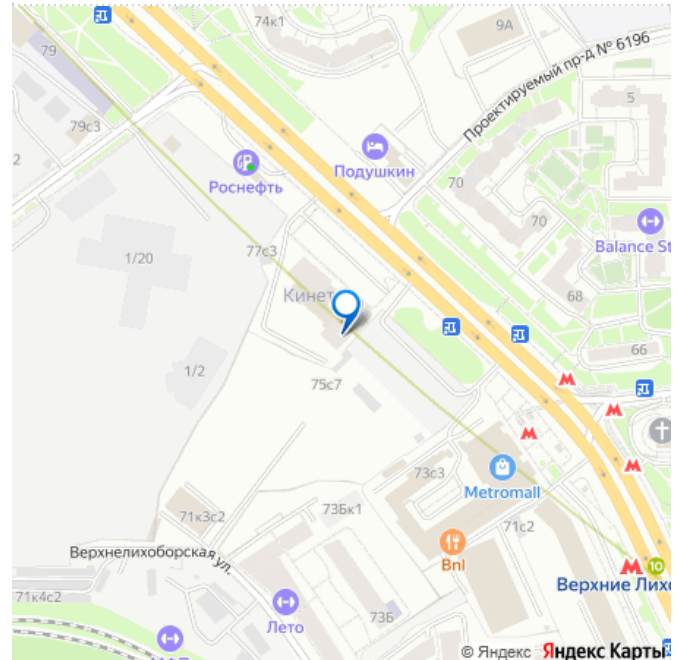 74к1
9А
79
Проектируемый пр-д № 6196
5
79с3
2
Подушкин
70
Роснефть
70
Balance St
77с3
1/20
Кинет
68
66
1/2
75с7
73с3
Metromall
73Бк1
71к3с2
71с2
Верхнелихоборская ул.
Bnl
10
Верхние Лихо
71к4с2
Лето
73Б
© Яндекс Яндекс Карты